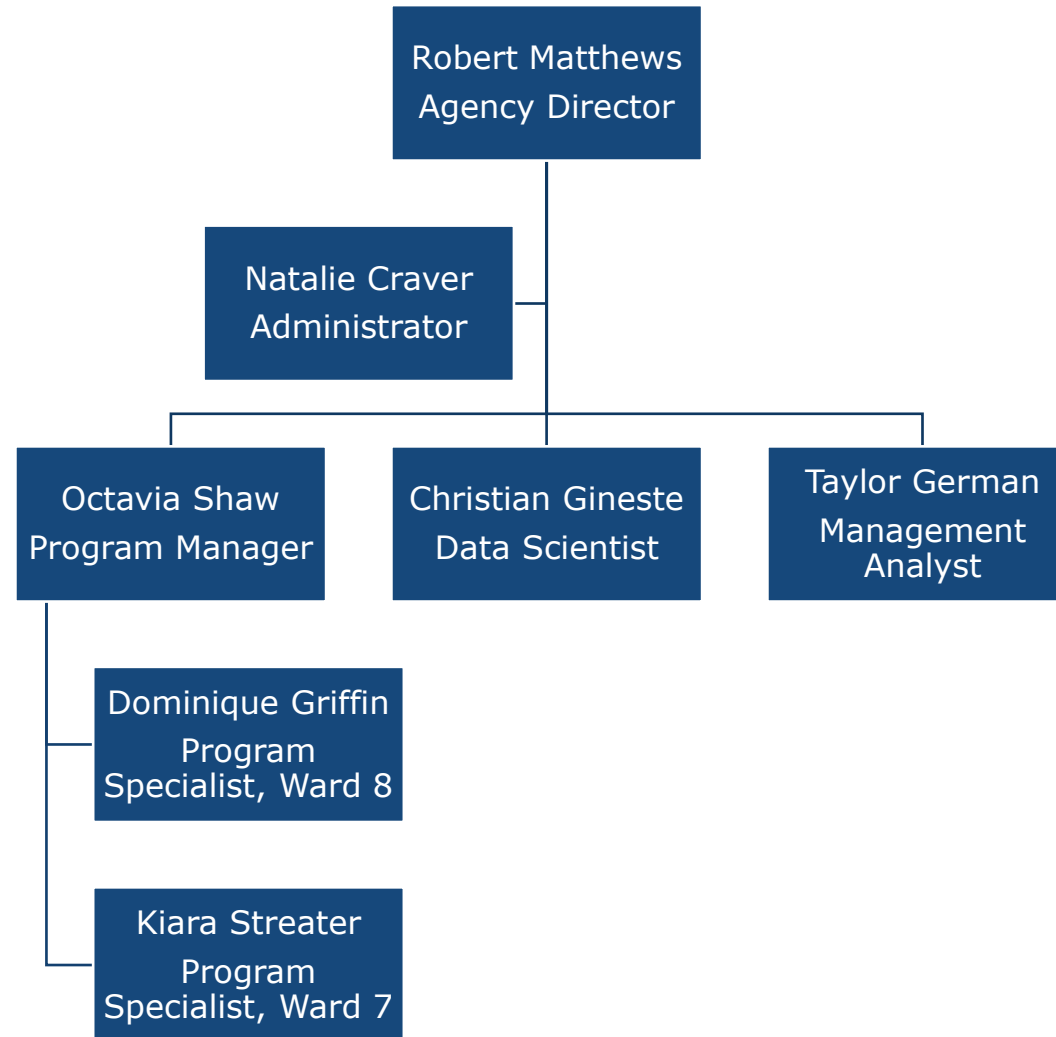 Robert Matthews
Agency Director
Natalie Craver
Administrator
Octavia Shaw
Program Manager
Christian Gineste
Data Scientist
Taylor German
Management
Analyst
Dominique Griffin
Program
Specialist, Ward 8
Kiara Streater
Program
Specialist, Ward 7